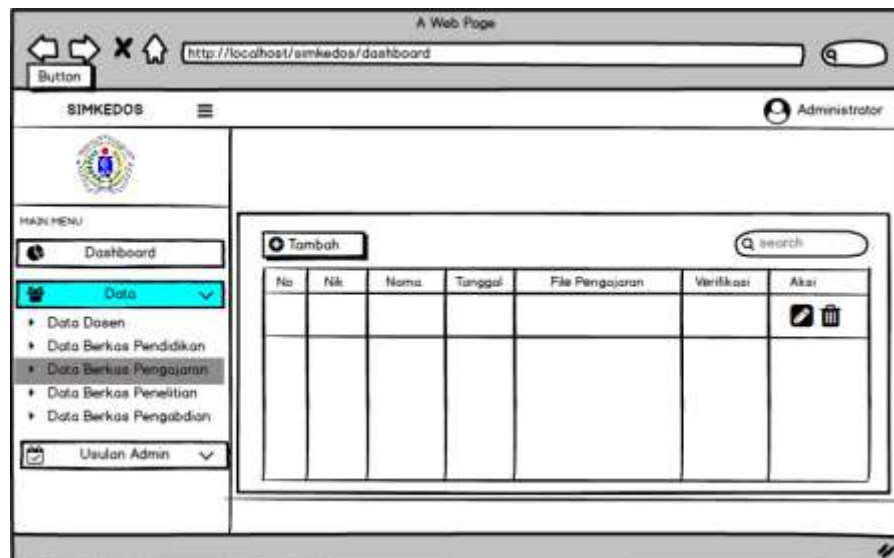 A Web Page
http://localhost/simkedos/dashboard
Button
SIMKEDOS
Administrator
MAIN MENU
Dashboard
Data
Data Dosen
Data Berkas Pendidikan
Data Berkas Pengajaran
Data Berkas Penelitian
Data Berkas Pengabdian
Usulan Admin
Tambah
search
No Nik Nama Tanggal File Pengajaran Verifikasi Aksi